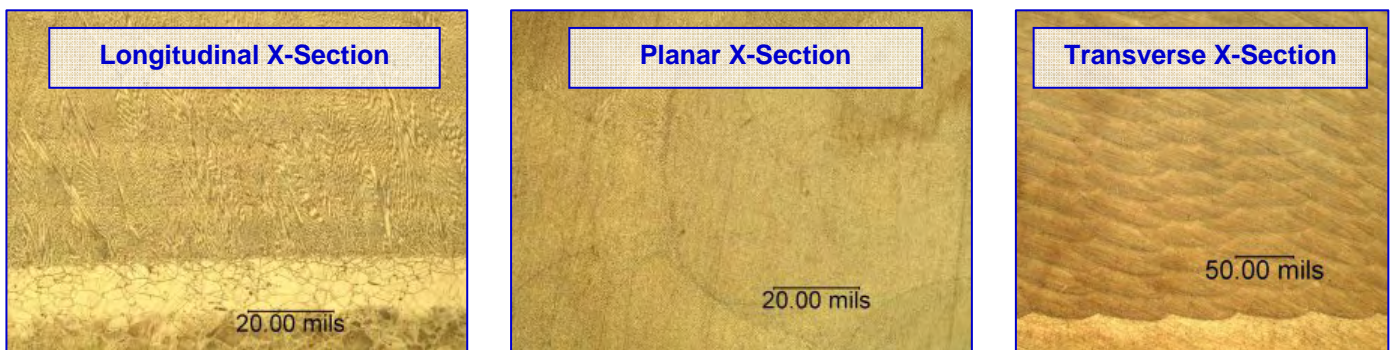 Longitudinal X-Section
20.00 mils
Planar X-Section
20.00 mils
Transverse X-Section
50.00 mils